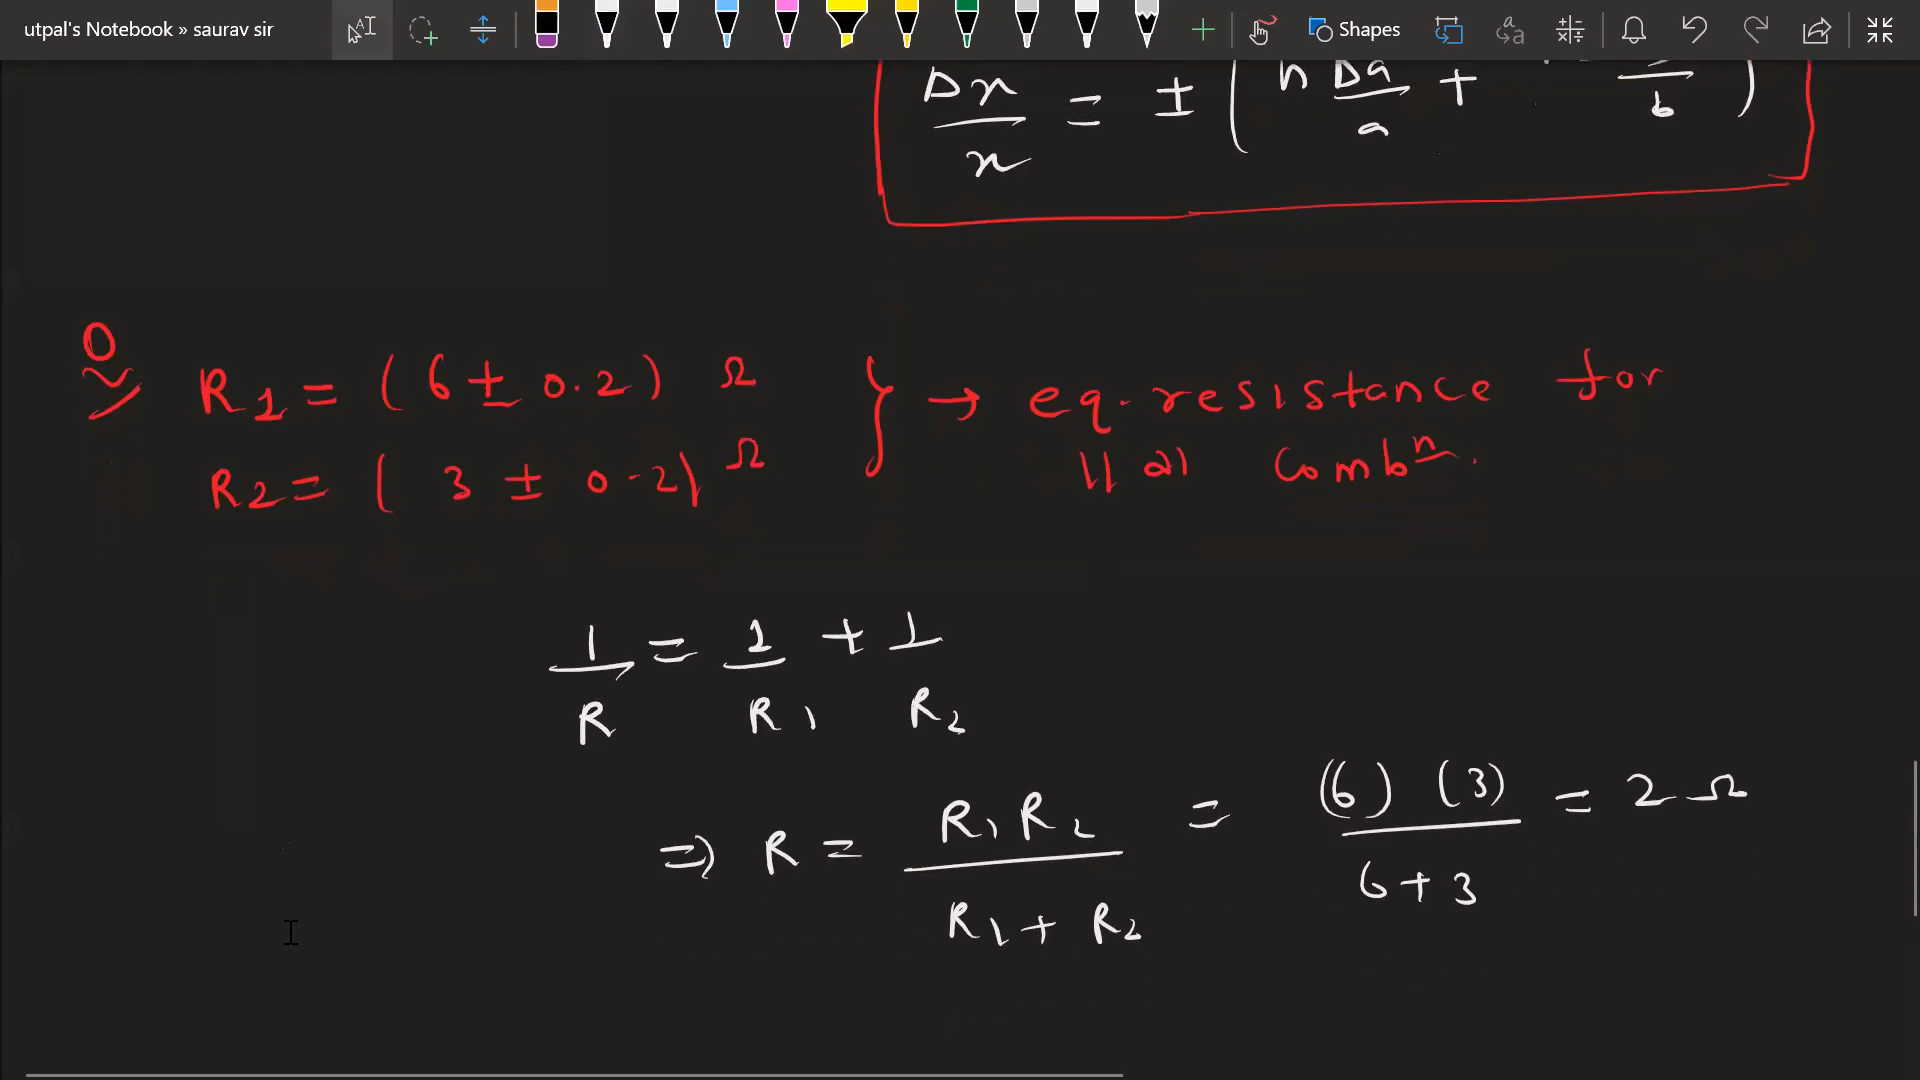 utpal's Notebook » saurav sir
Shapes
Δx/x = ± (n Δa/a + /b)
Q
R1 = (6 ± 0.2) Ω } → eq. resistance for
R2 = (3 ± 0.2) Ω || al Combⁿ.
1/R = 1/R1 + 1/R2
⇒ R = R1R2/R1 + R2 = (6) (3)/6 + 3 = 2 Ω